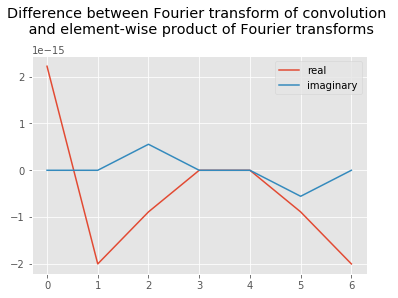 Difference between Fourier transform of convolution
and element-wise product of Fourier transforms
1e−15
real
imaginary
2
1
0
−1
−2
0 1 2 3 4 5 6